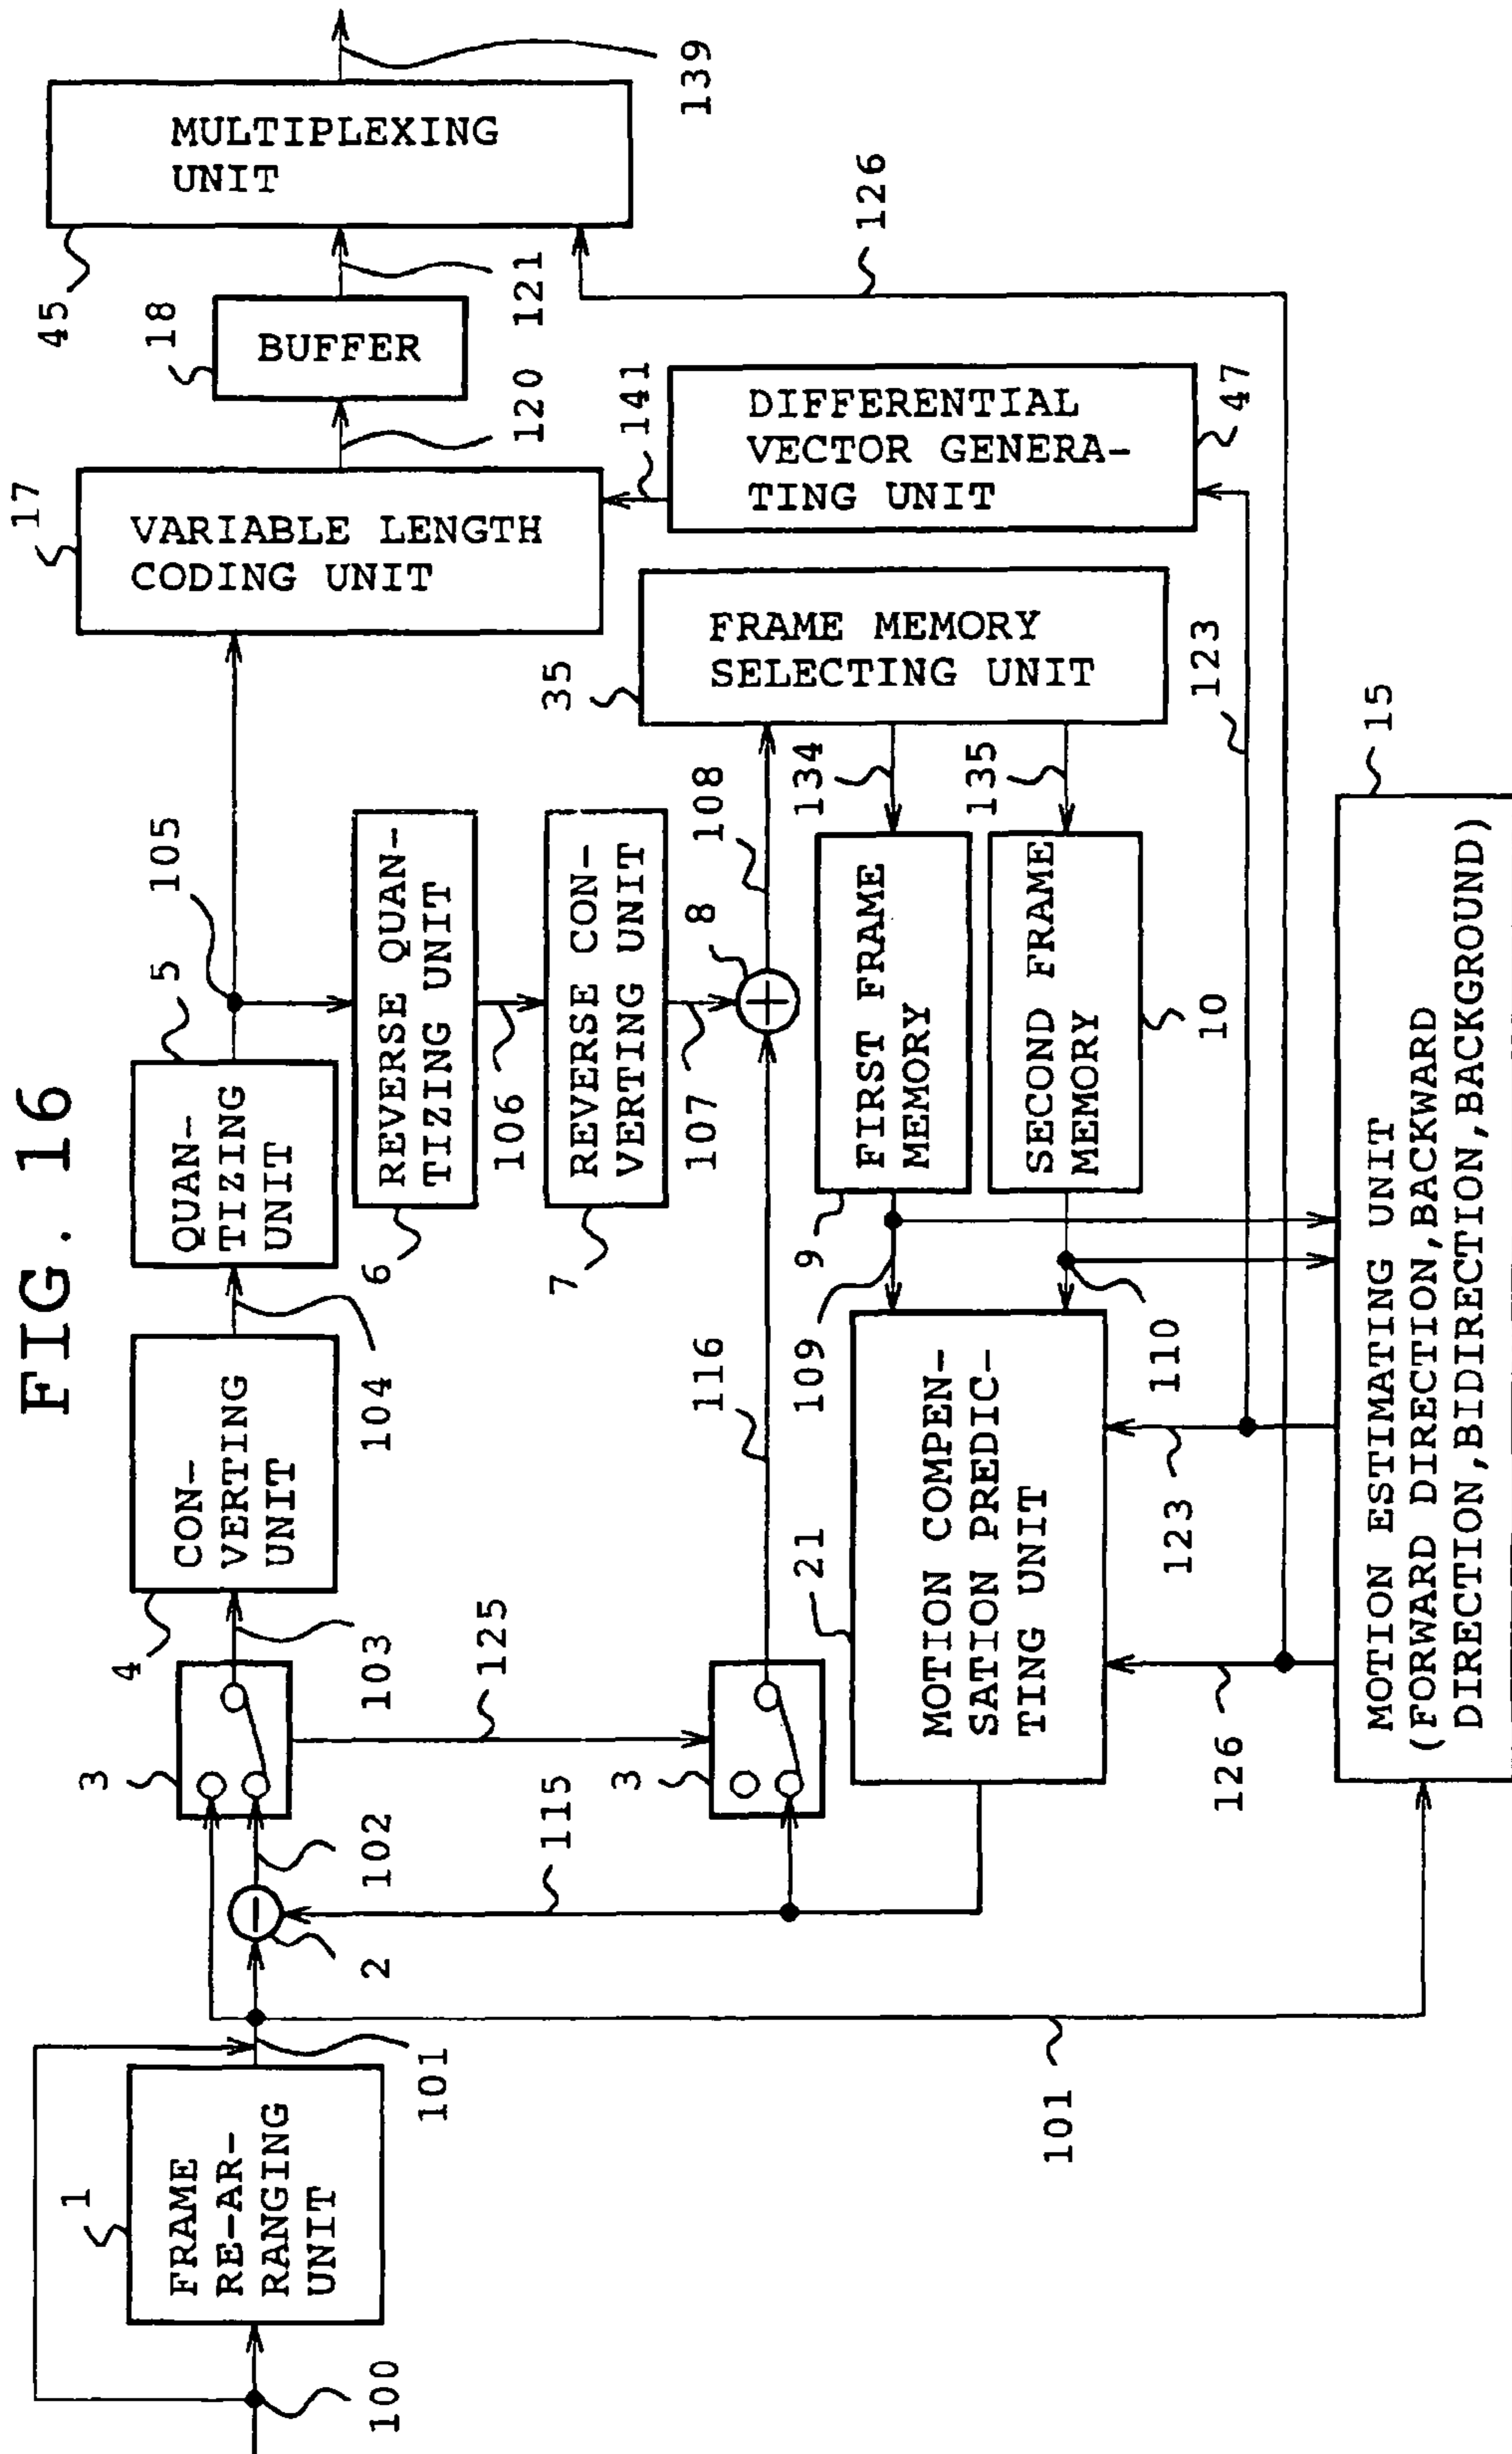 FIG. 16
1
FRAME
RE-AR-
RANGING
UNIT
100
101
101
2
102
3
103
125
115
3
4
CON-
VERTING
UNIT
104
5
QUAN-
TIZING
UNIT
105
6
REVERSE QUAN-
TIZING UNIT
106
7
REVERSE CON-
VERTING UNIT
107
8
108
116
17
VARIABLE LENGTH
CODING UNIT
120
18
BUFFER
121
45
MULTIPLEXING
UNIT
139
126
141
DIFFERENTIAL
VECTOR GENERA-
TING UNIT
47
35
FRAME MEMORY
SELECTING UNIT
134
135
FIRST FRAME
MEMORY
9
109
SECOND FRAME
MEMORY
10
110
21
MOTION COMPEN-
SATION PREDIC-
TING UNIT
123
123
126
15
MOTION ESTIMATING UNIT
(FORWARD DIRECTION,BACKWARD
DIRECTION,BIDIRECTION,BACKGROUND)